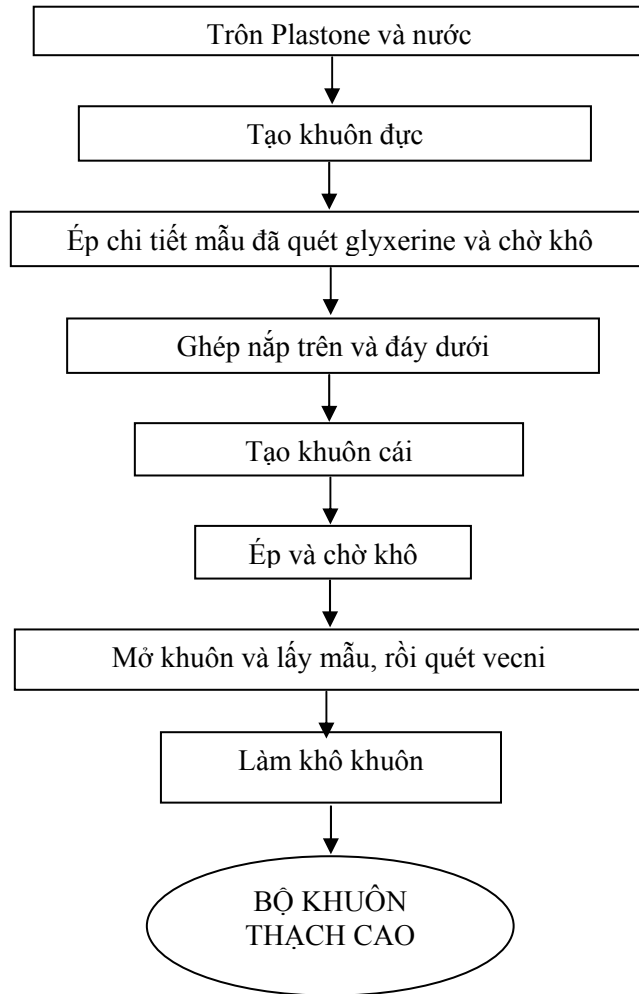 Trôn Plastone và nước
Tạo khuôn đực
Ép chi tiết mẫu đã quét glyxerine và chờ khô
Ghép nắp trên và đáy dưới
Tạo khuôn cái
Ép và chờ khô
Mở khuôn và lấy mẫu, rồi quét vecni
Làm khô khuôn
BỘ KHUÔN
THẠCH CAO